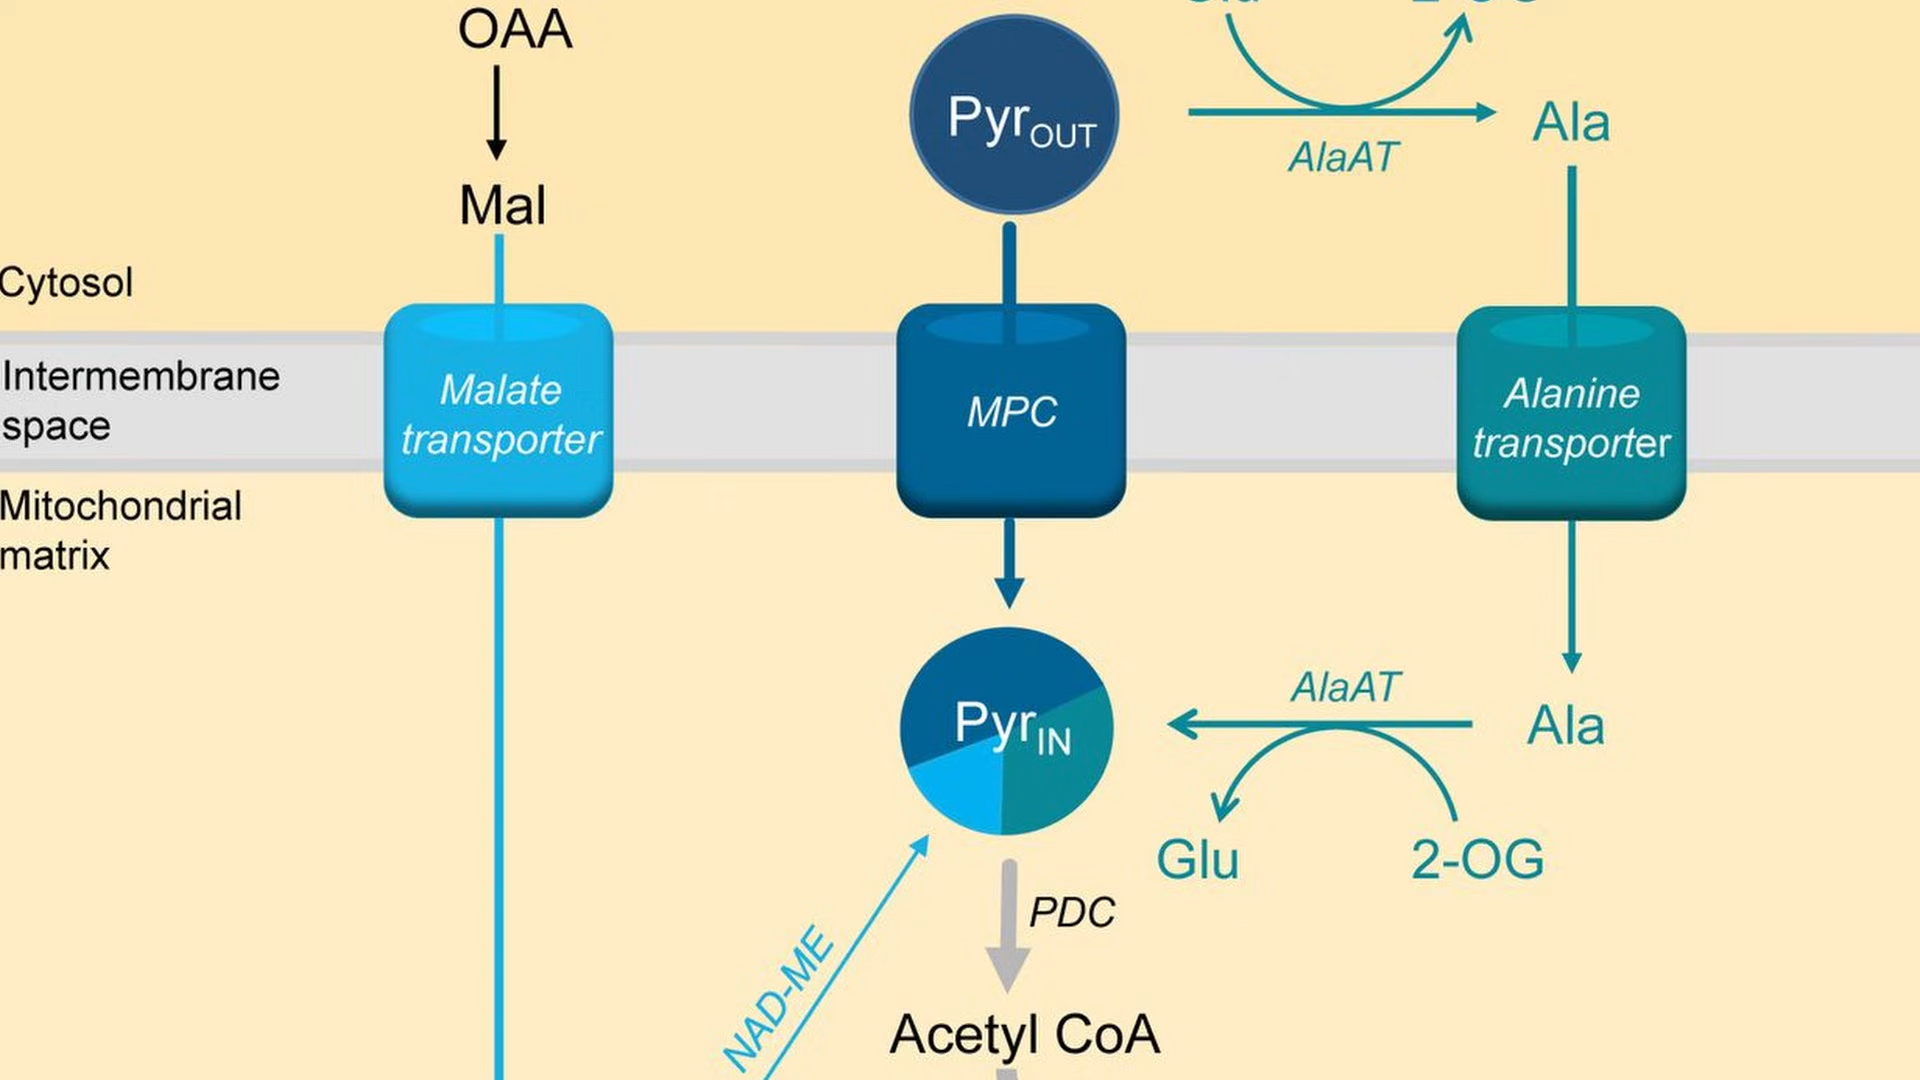 OAA
Pyr OUT
AlaAT
Ala
Mal
Cytosol
Intermembrane
space
Malate
transporter
MPC
Alanine
transporter
Mitochondrial
matrix
Pyr IN
AlaAT
Ala
Glu
2-OG
PDC
NAD-ME
Acetyl CoA